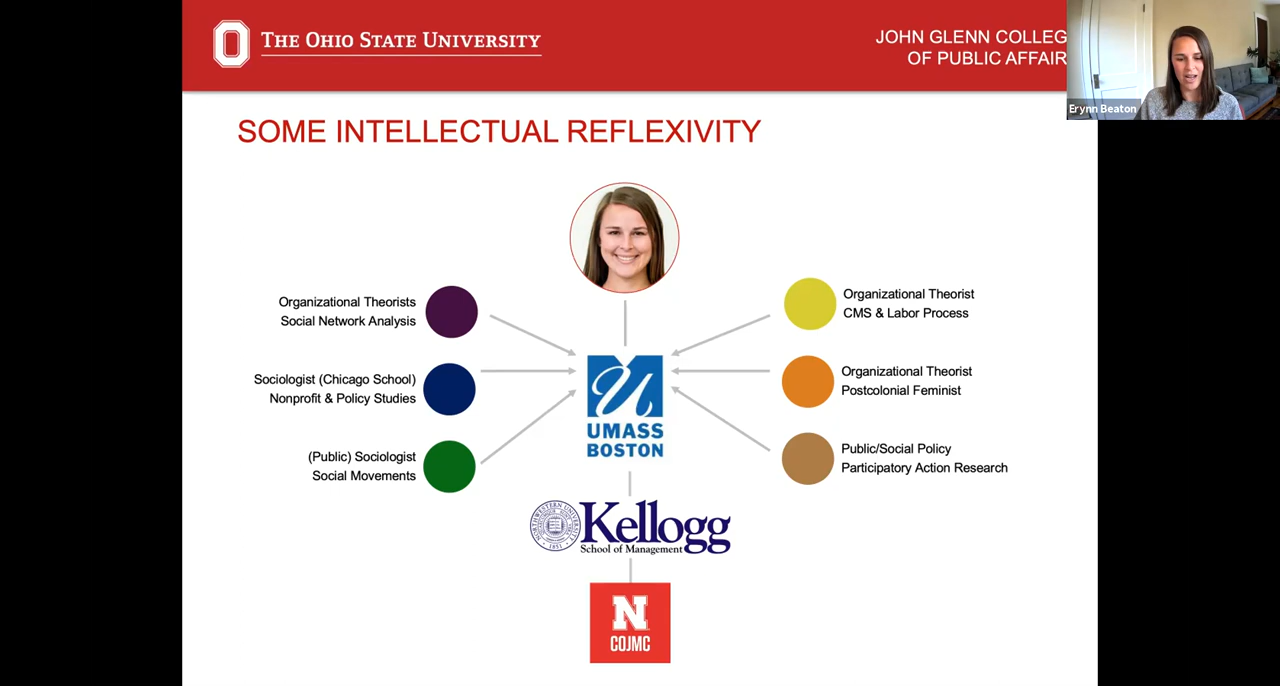 THE OHIO STATE UNIVERSITY
JOHN GLENN COLLEG
OF PUBLIC AFFAIR
Erynn Beaton
SOME INTELLECTUAL REFLEXIVITY
Organizational Theorists
Social Network Analysis
Organizational Theorist
CMS & Labor Process
Sociologist (Chicago School)
Nonprofit & Policy Studies
Organizational Theorist
Postcolonial Feminist
UMASS
BOSTON
(Public) Sociologist
Social Movements
Public/Social Policy
Participatory Action Research
Kellogg
School of Management
N
COJMC